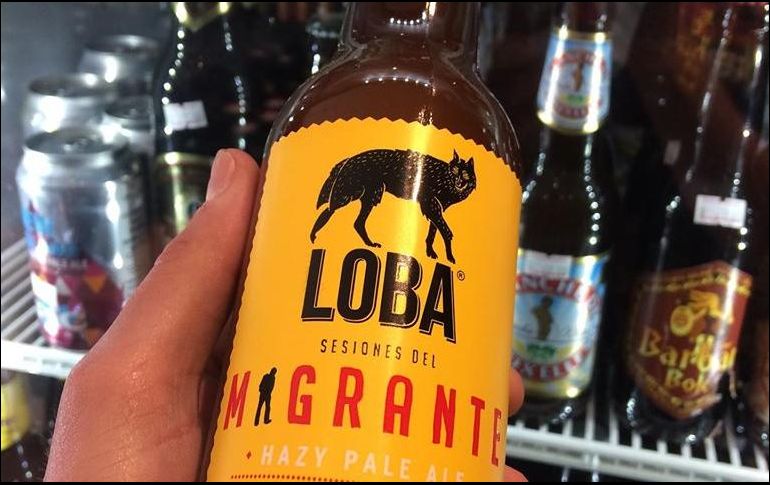 LOBA®
SESIONES DEL
MIGRANTE
• HAZY PALE ALE